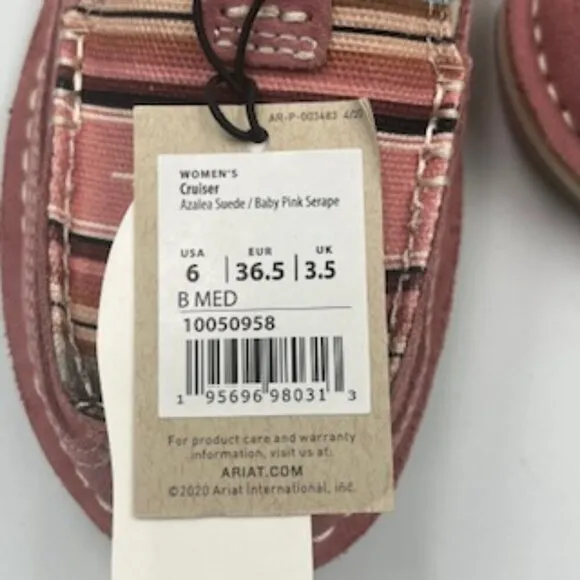 AR-P-003483 4/20
WOMEN'S
Cruiser
Azalea Suede / Baby Pink Serape
USA EUR UK
6 | 36.5 | 3.5
B MED
10050958
1 95696 98031 3
For product care and warranty
information, visit us at:
ARIAT.COM
©2020 Ariat International, inc.